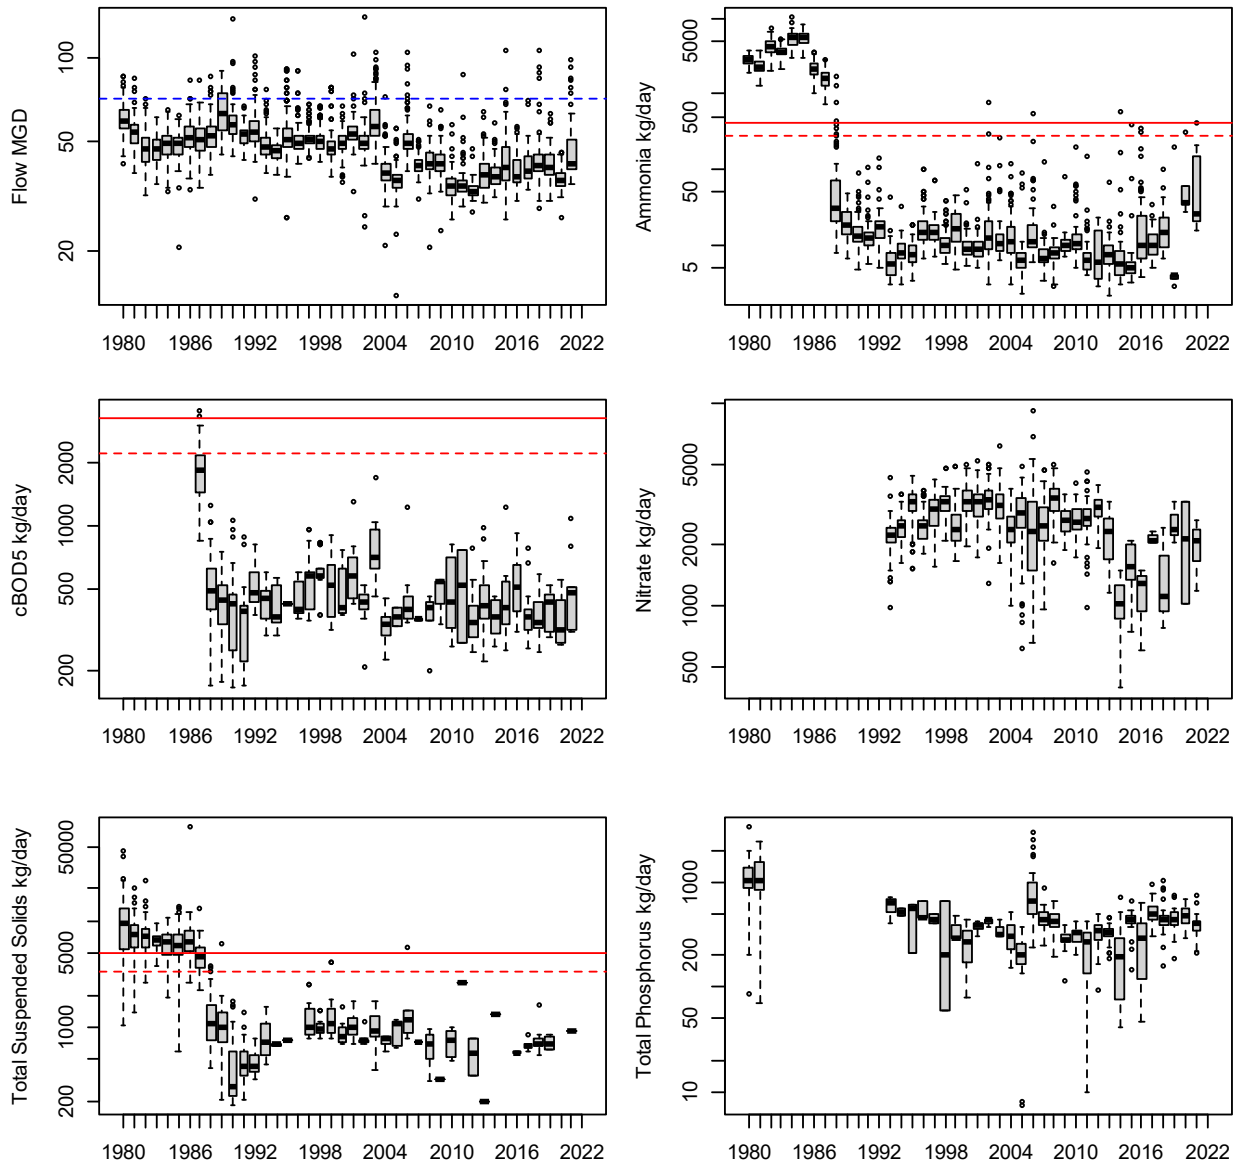 Flow MGD
100
50
20
1980 1986 1992 1998 2004 2010 2016 2022
Ammonia kg/day
5000
500
50
5
1980 1986 1992 1998 2004 2010 2016 2022
cBOD5 kg/day
2000
1000
500
200
1980 1986 1992 1998 2004 2010 2016 2022
Nitrate kg/day
5000
2000
1000
500
1980 1986 1992 1998 2004 2010 2016 2022
Total Suspended Solids kg/day
50000
5000
1000
200
1980 1986 1992 1998 2004 2010 2016 2022
Total Phosphorus kg/day
1000
200
50
10
1980 1986 1992 1998 2004 2010 2016 2022